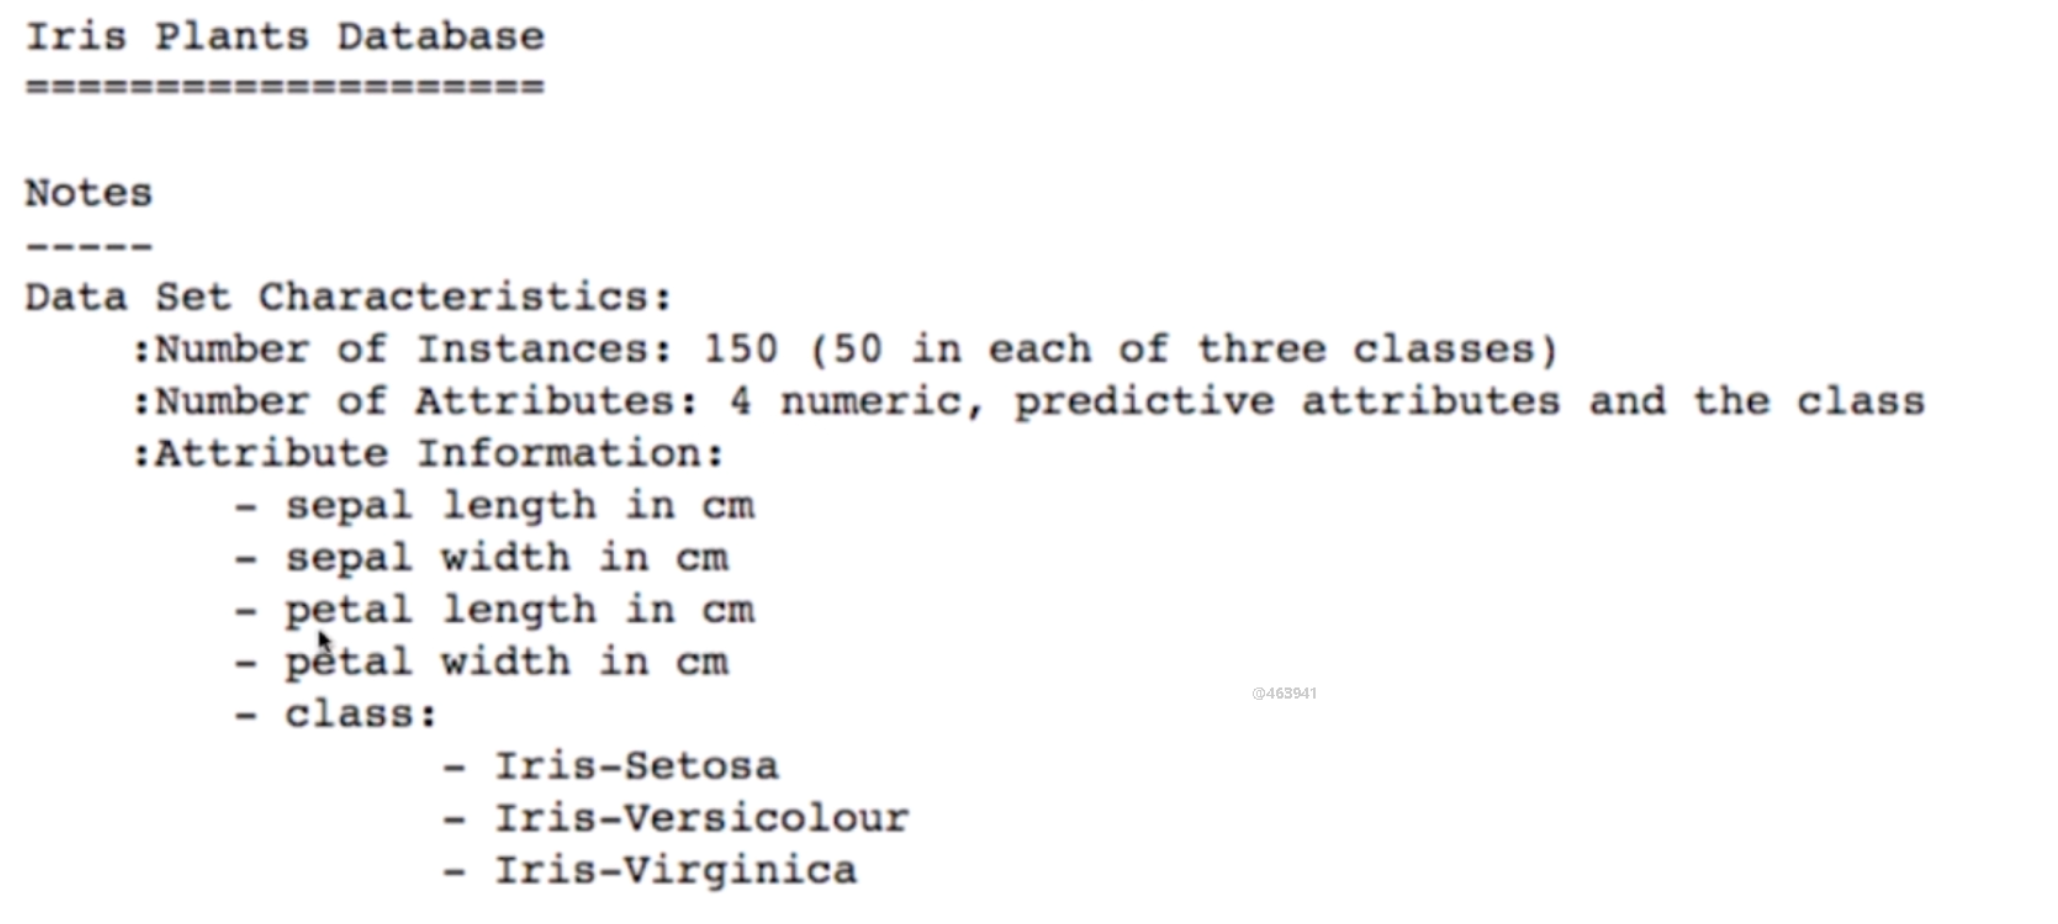 Iris Plants Database
====================
Notes
-----
Data Set Characteristics:
:Number of Instances: 150 (50 in each of three classes)
:Number of Attributes: 4 numeric, predictive attributes and the class
:Attribute Information:
- sepal length in cm
- sepal width in cm
- petal length in cm
- petal width in cm
@463941
- class:
- Iris-Setosa
- Iris-Versicolour
- Iris-Virginica